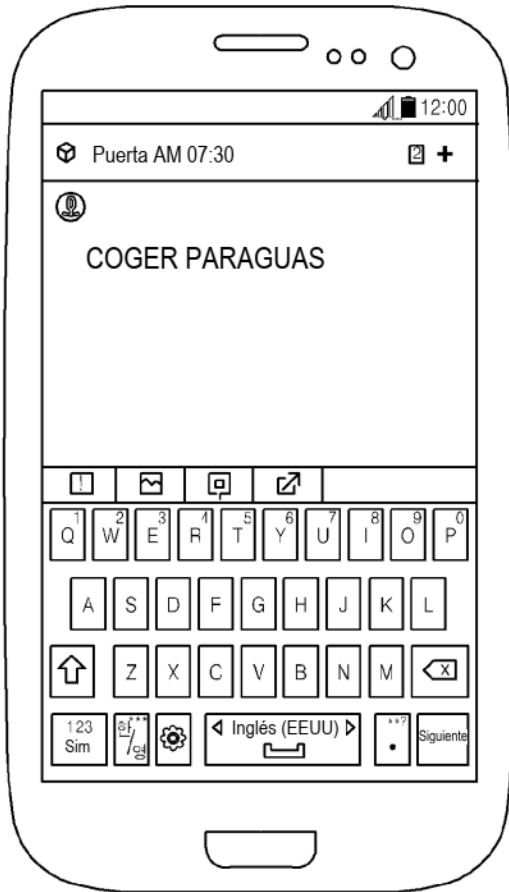 12:00
Puerta AM 07:30 2 +
COGER PARAGUAS
1 2 3 4 5 6 7 8 9 0
Q W E R T Y U I O P
A S D F G H J K L
Z X C V B N M X
123 한/영 Inglés (EEUU) . Siguiente
Sim